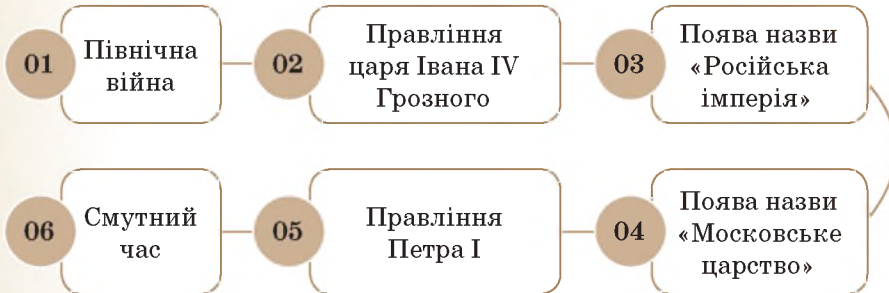 01
Північна
війна
02
Правління
царя Івана IV
Грозного
03
Поява назви
«Російська
імперія»
04
Поява назви
«Московське
царство»
05
Правління
Петра І
06
Смутний
час